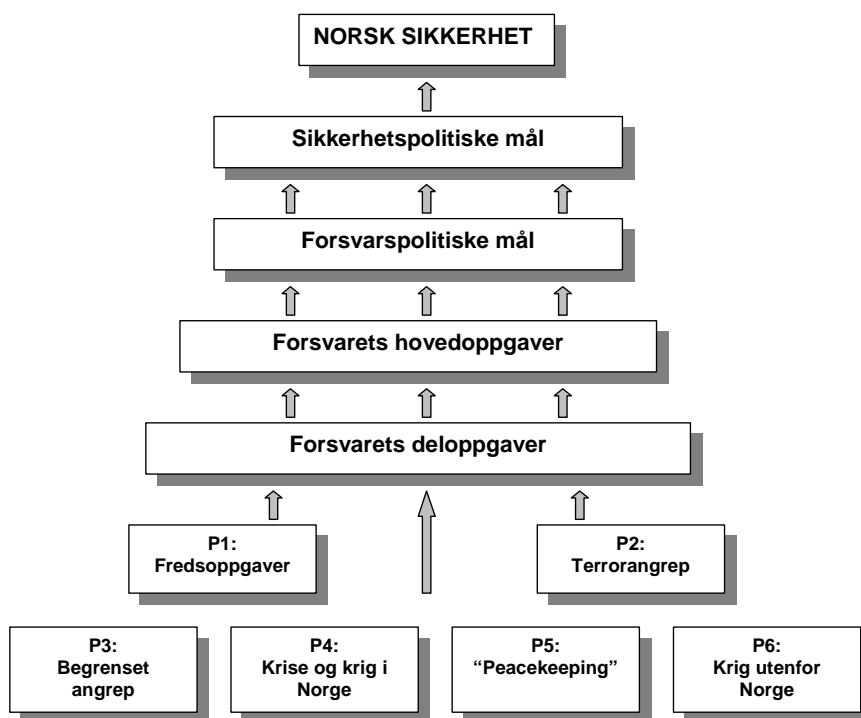 NORSK SIKKERHET
Sikkerhetspolitiske mål
Forsvarspolitiske mål
Forsvarets hovedoppgaver
Forsvarets deloppgaver
P1:
Fredsoppgaver
P2:
Terrorangrep
P3:
Begrenset
angrep
P4:
Krise og krig i
Norge
P5:
“Peacekeeping”
P6:
Krig utenfor
Norge